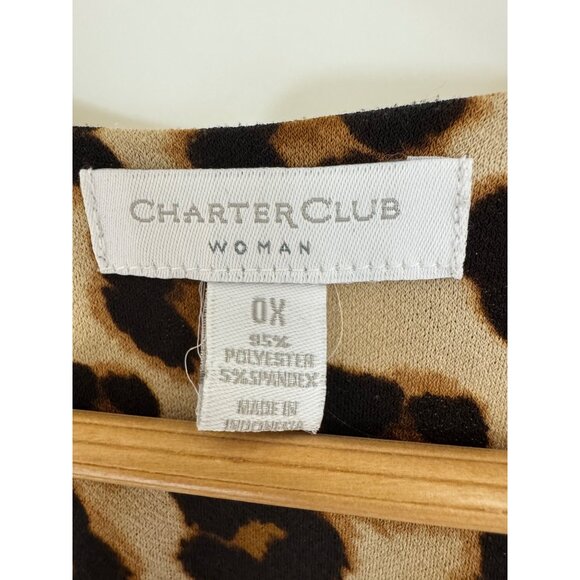 CHARTER CLUB
WOMAN
0X
95%
POLYESTER
5% SPANDEX
MADE IN
INDONESIA